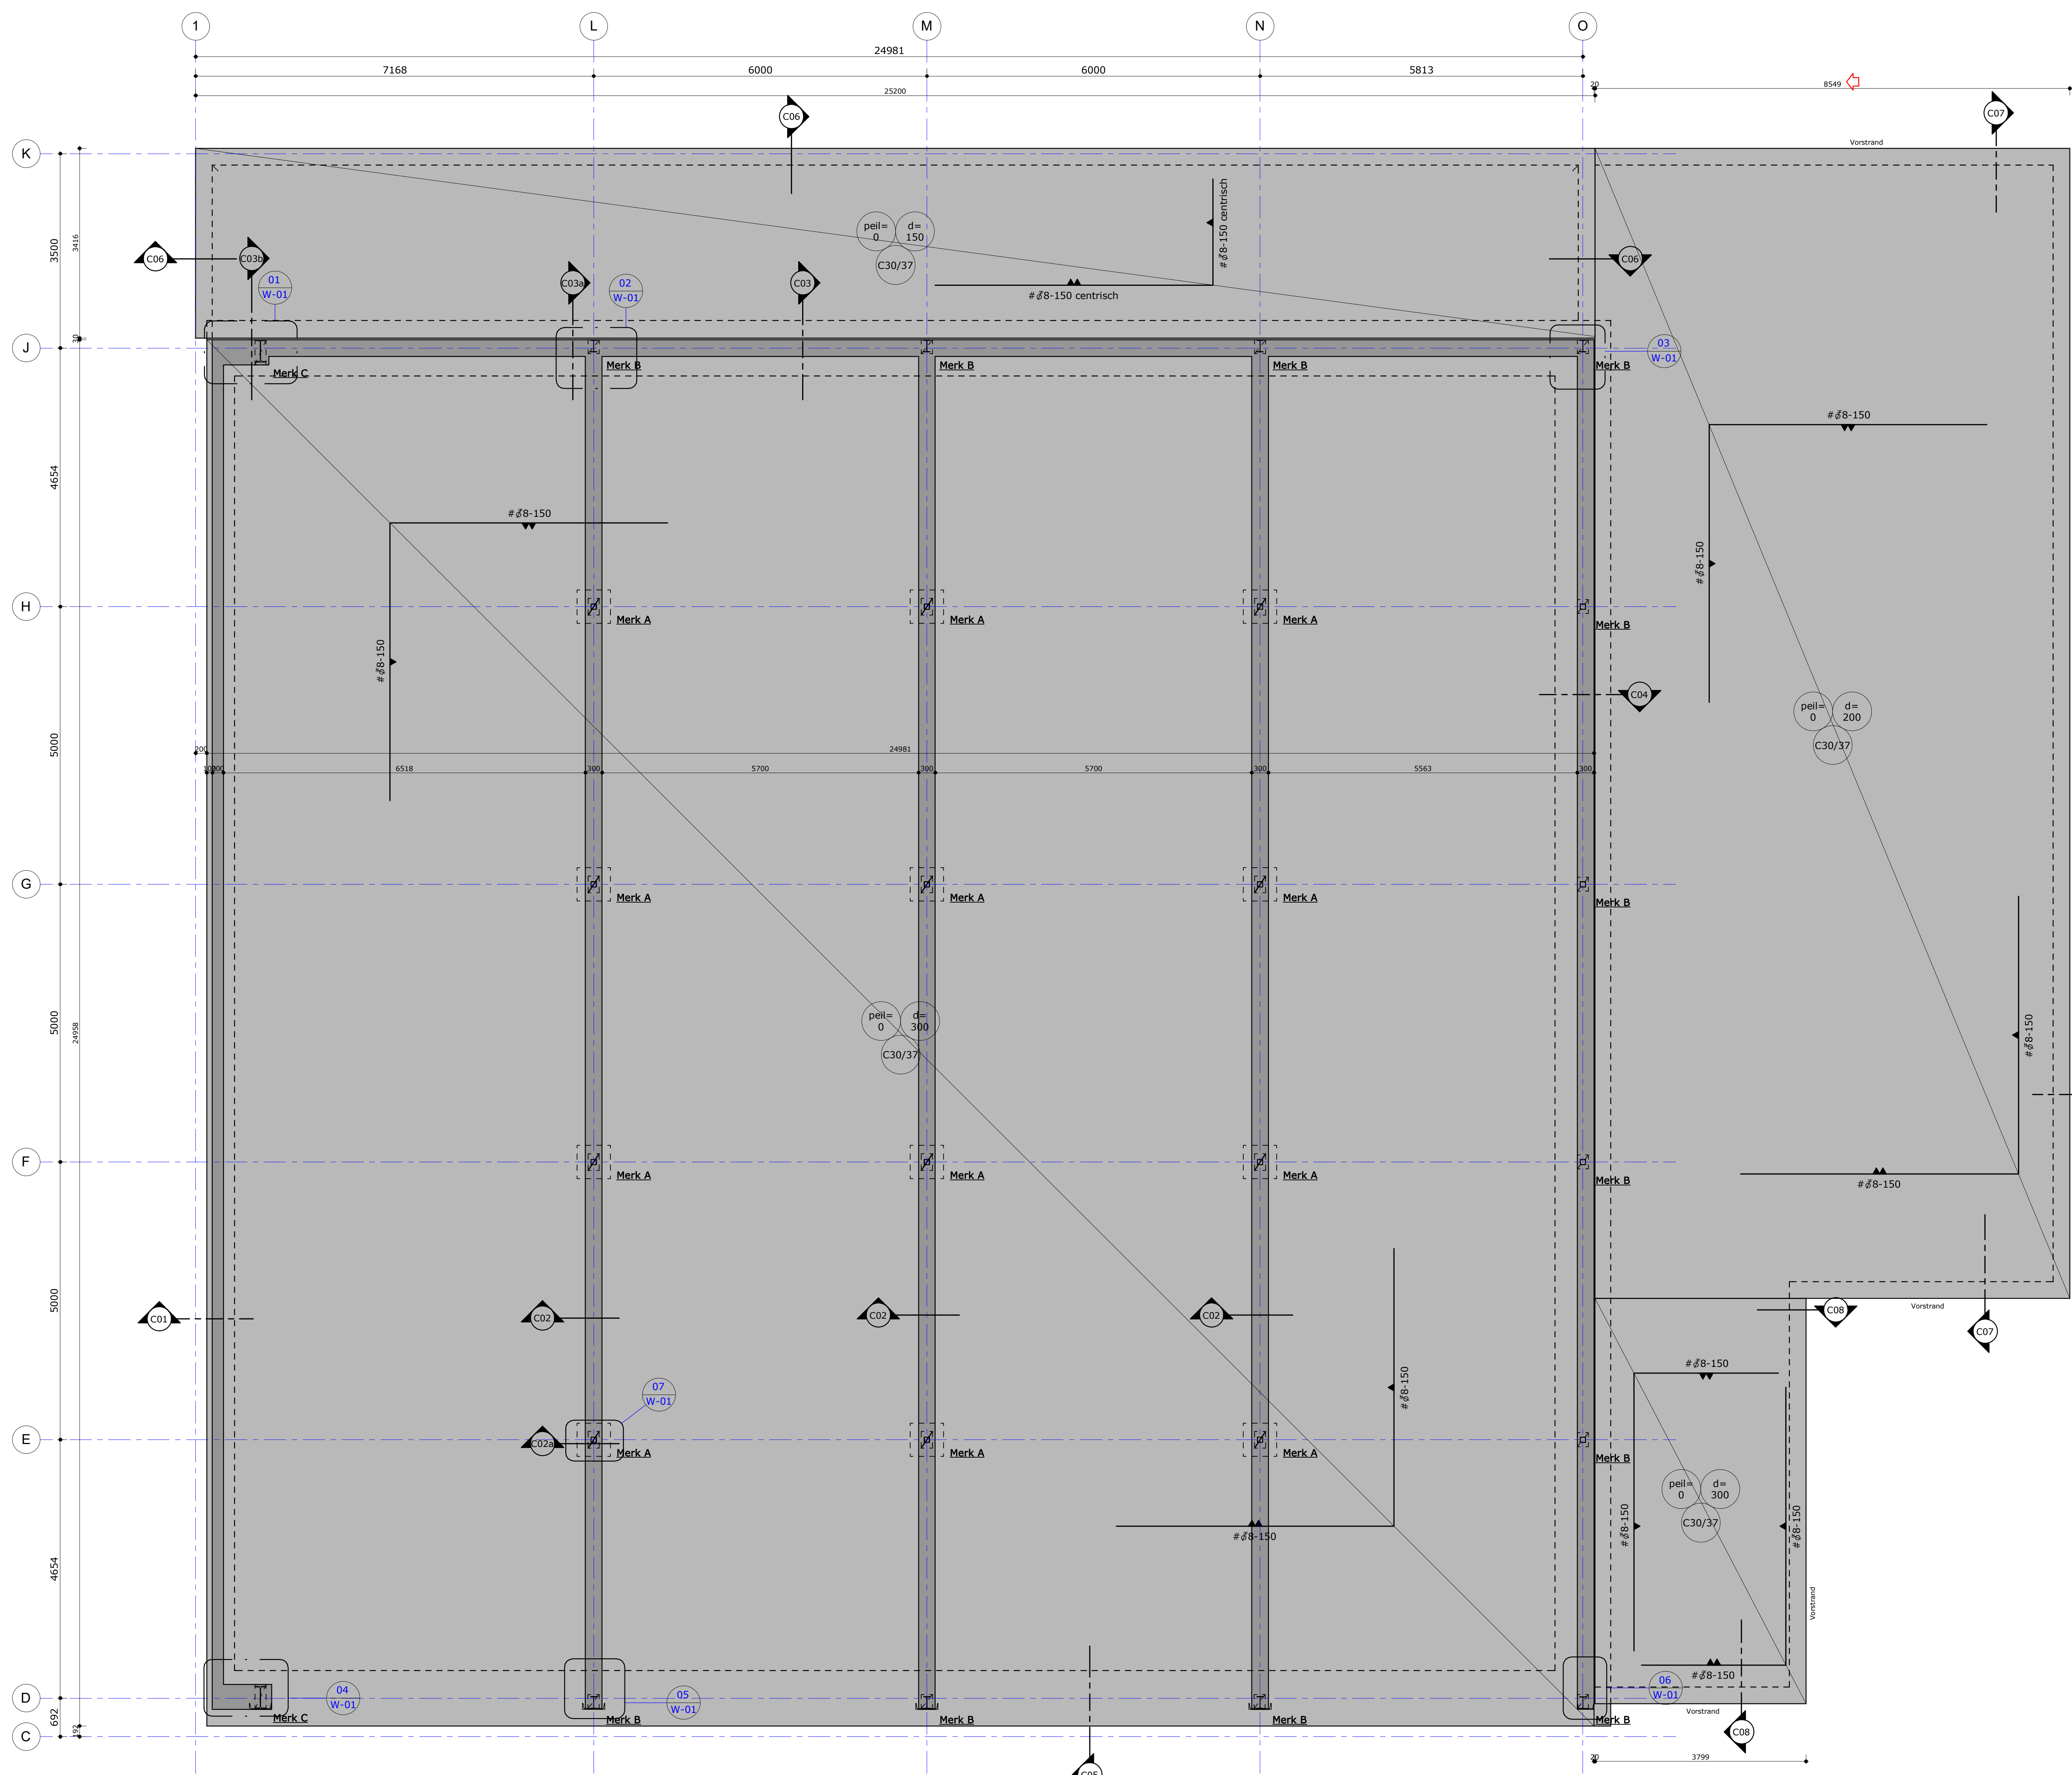 1
L
M
N
O
24981
7168
6000
6000
5813
25200
20
8549
C06
C07
Vorstrand
K
3500
3416
C06
C03b
01
W-01
C03a
02
W-01
C03
peil=
0
d=
150
C30/37
#⌀8-150 centrisch
#⌀8-150 centrisch
C06
30
J
Merk C
Merk B
Merk B
Merk B
Merk B
03
W-01
4654
#⌀8-150
#⌀8-150
#⌀8-150
#⌀8-150
H
Merk A
Merk A
Merk A
Merk B
C04
peil=
0
d=
200
C30/37
5000
200
24981
6518
300
5700
300
5700
300
5563
300
G
Merk A
Merk A
Merk A
Merk B
5000
24958
peil=
0
d=
300
C30/37
#⌀8-150
#⌀8-150
F
Merk A
Merk A
Merk A
Merk B
5000
C01
C02
C02
C02
#⌀8-150
#⌀8-150
Vorstrand
C08
C07
#⌀8-150
07
W-01
E
C02a
Merk A
Merk A
Merk A
Merk B
peil=
0
d=
300
C30/37
#⌀8-150
#⌀8-150
4654
Vorstrand
#⌀8-150
D
04
W-01
05
W-01
06
W-01
Merk C
Merk B
Merk B
Merk B
Merk B
Vorstrand
C08
692
192
C
20
3799
C05